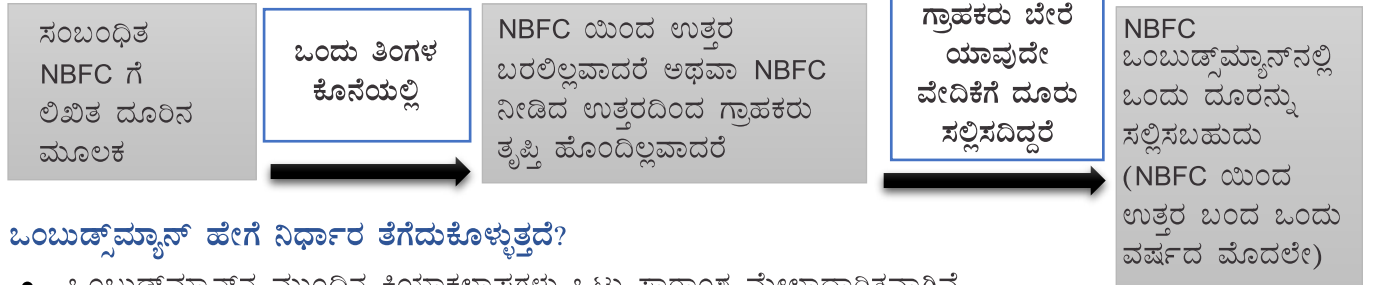 ಸಂಬಂಧಿತ
NBFC ಗೆ
ಲಿಖಿತ ದೂರಿನ
ಮೂಲಕ
ಒಂದು ತಿಂಗಳ
ಕೊನೆಯಲ್ಲಿ
NBFC ಯಿಂದ ಉತ್ತರ
ಬರಲಿಲ್ಲವಾದರೆ ಅಥವಾ NBFC
ನೀಡಿದ ಉತ್ತರದಿಂದ ಗ್ರಾಹಕರು
ತೃಪ್ತಿ ಹೊಂದಿಲ್ಲವಾದರೆ
ಗ್ರಾಹಕರು ಬೇರೆ
ಯಾವುದೇ
ವೇದಿಕೆಗೆ ದೂರು
ಸಲ್ಲಿಸದಿದ್ದರೆ
NBFC
ಒಂಬುಡ್ಸ್‌ಮ್ಯಾನ್‌ನಲ್ಲಿ
ಒಂದು ದೂರನ್ನು
ಸಲ್ಲಿಸಬಹುದು
(NBFC ಯಿಂದ
ಉತ್ತರ ಬಂದ ಒಂದು
ವರ್ಷದ ಮೊದಲೇ)
ಒಂಬುಡ್ಸ್‌ಮ್ಯಾನ್ ಹೇಗೆ ನಿರ್ಧಾರ ತೆಗೆದುಕೊಳ್ಳುತ್ತದೆ?